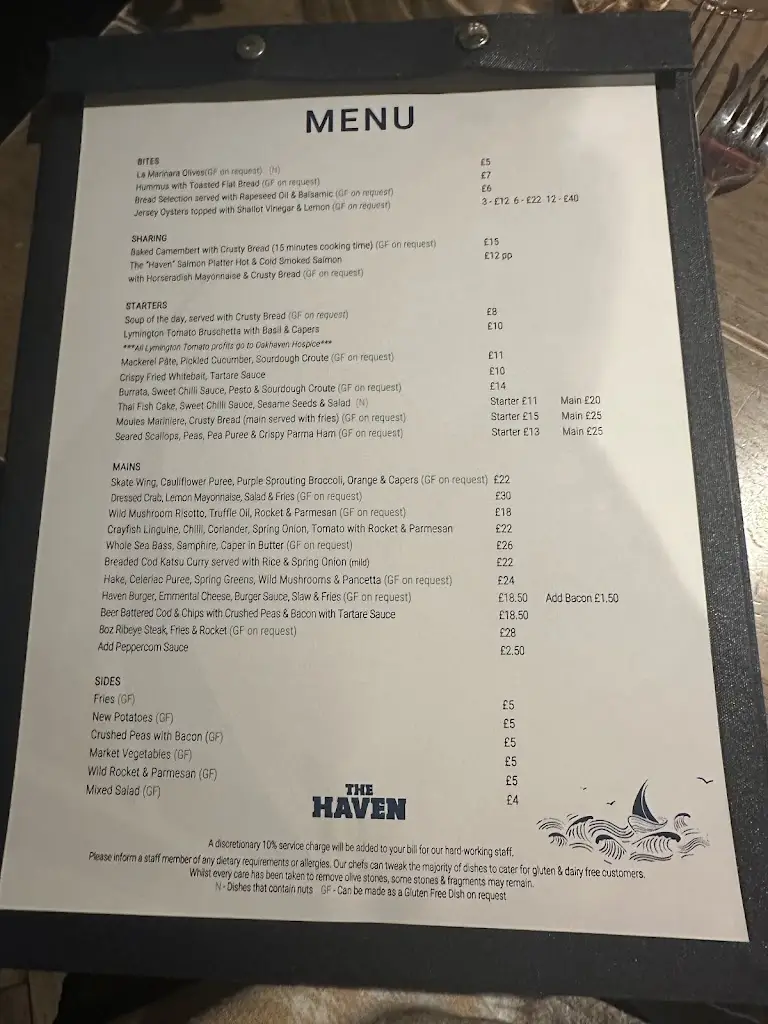 MENU
BITES
La Marinara Olives(GF on request) (N) £5
Hummus with Toasted Flat Bread (GF on request) £7
Bread Selection served with Rapeseed Oil & Balsamic (GF on request) £6
Jersey Oysters topped with Shallot Vinegar & Lemon (GF on request) 3 - £12 6 - £22 12 - £40
SHARING
Baked Camembert with Crusty Bread (15 minutes cooking time) (GF on request) £15
The "Haven" Salmon Platter Hot & Cold Smoked Salmon £12 pp
with Horseradish Mayonnaise & Crusty Bread (GF on request)
STARTERS
Soup of the day, served with Crusty Bread (GF on request) £8
Lymington Tomato Bruschetta with Basil & Capers £10
***All Lymington Tomato profits go to Oakhaven Hospice***
Mackerel Pâte, Pickled Cucumber, Sourdough Croute (GF on request) £11
Crispy Fried Whitebait, Tartare Sauce £10
Burrata, Sweet Chilli Sauce, Pesto & Sourdough Croute (GF on request) £14
Thai Fish Cake, Sweet Chilli Sauce, Sesame Seeds & Salad (N) Starter £11 Main £20
Moules Mariniere, Crusty Bread (main served with fries) (GF on request) Starter £15 Main £25
Seared Scallops, Peas, Pea Puree & Crispy Parma Ham (GF on request) Starter £13 Main £25
MAINS
Skate Wing, Cauliflower Puree, Purple Sprouting Broccoli, Orange & Capers (GF on request) £22
Dressed Crab, Lemon Mayonnaise, Salad & Fries (GF on request) £30
Wild Mushroom Risotto, Truffle Oil, Rocket & Parmesan (GF on request) £18
Crayfish Linguine, Chilli, Coriander, Spring Onion, Tomato with Rocket & Parmesan £22
Whole Sea Bass, Samphire, Caper in Butter (GF on request) £26
Breaded Cod Katsu Curry served with Rice & Spring Onion (mild) £22
Hake, Celeriac Puree, Spring Greens, Wild Mushrooms & Pancetta (GF on request) £24
Haven Burger, Emmental Cheese, Burger Sauce, Slaw & Fries (GF on request) £18.50 Add Bacon £1.50
Beer Battered Cod & Chips with Crushed Peas & Bacon with Tartare Sauce £18.50
8oz Ribeye Steak, Fries & Rocket (GF on request) £28
Add Peppercorn Sauce £2.50
SIDES
Fries (GF) £5
New Potatoes (GF) £5
Crushed Peas with Bacon (GF) £5
Market Vegetables (GF) £5
Wild Rocket & Parmesan (GF) £5
Mixed Salad (GF) £4
THE
HAVEN
A discretionary 10% service charge will be added to your bill for our hard-working staff.
Please inform a staff member of any dietary requirements or allergies. Our chefs can tweak the majority of dishes to cater for gluten & dairy free customers.
Whilst every care has been taken to remove olive stones, some stones & fragments may remain.
N - Dishes that contain nuts GF - Can be made as a Gluten Free Dish on request